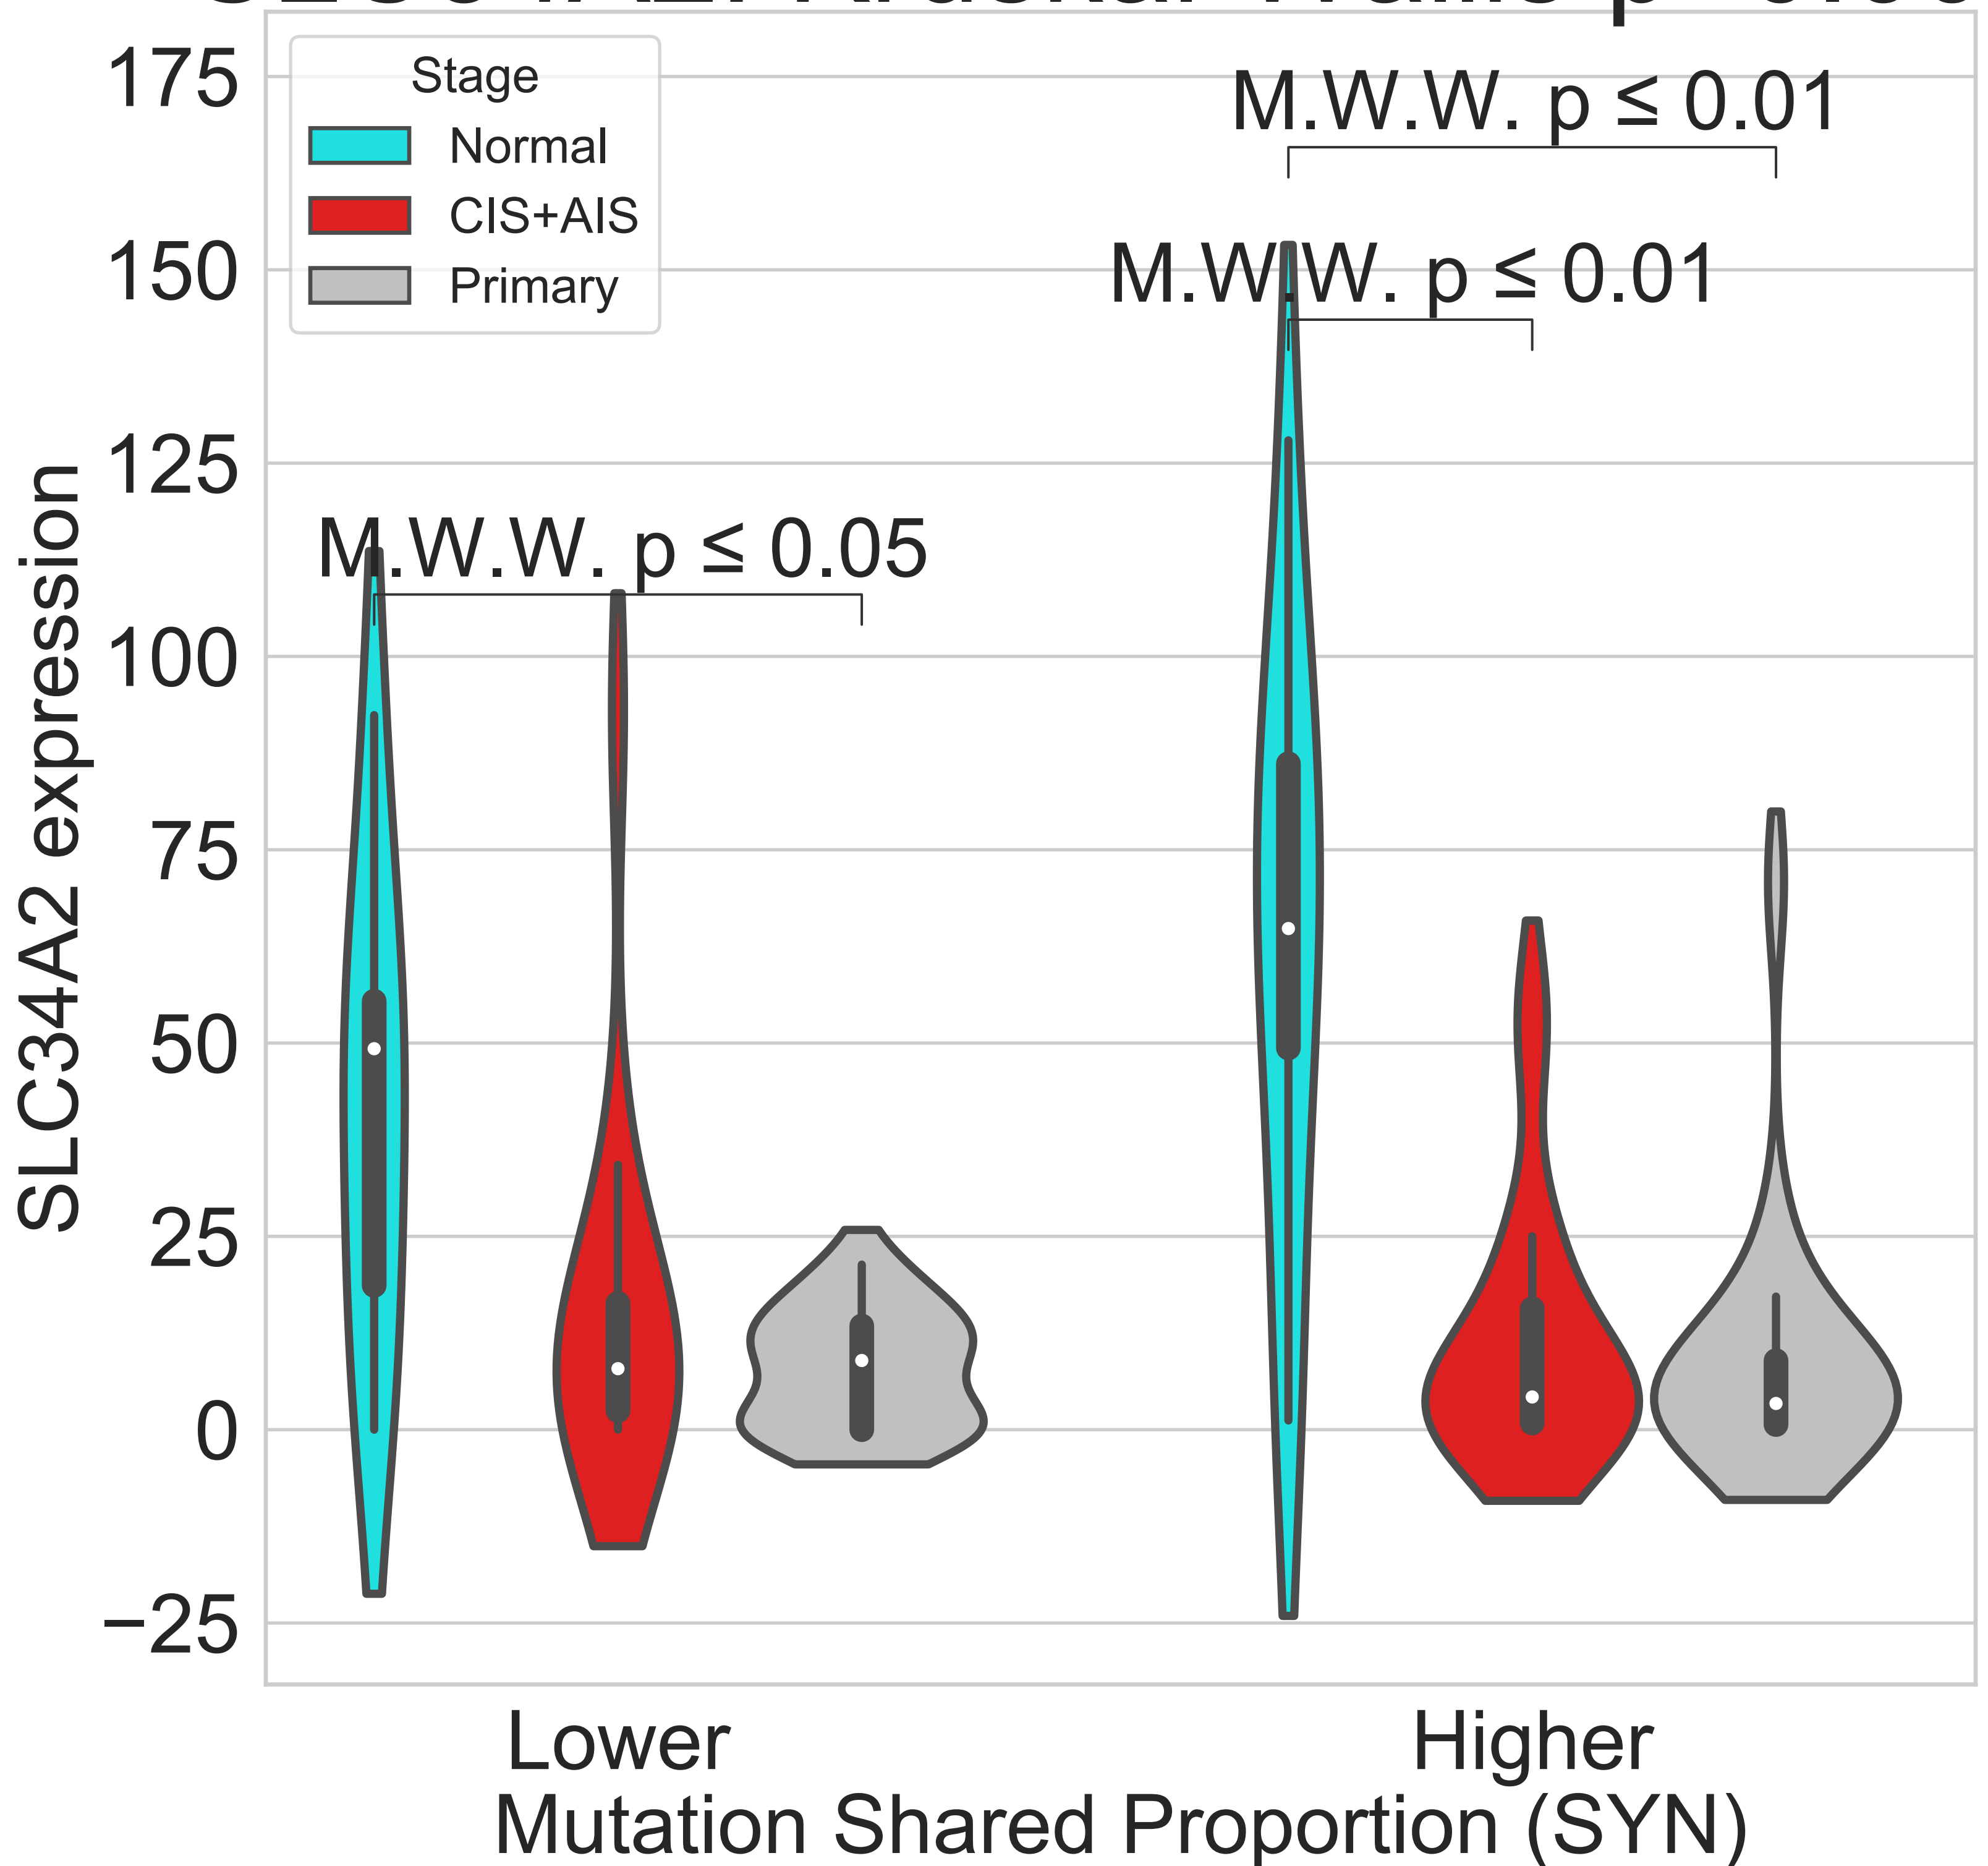 175
150
125
100
75
50
25
0
−25
SLC34A2 expression
Stage
Normal
CIS+AIS
Primary
M.W.W. p ≤ 0.01
M.W.W. p ≤ 0.01
M.W.W. p ≤ 0.05
Lower
Higher
Mutation Shared Proportion (SYN)